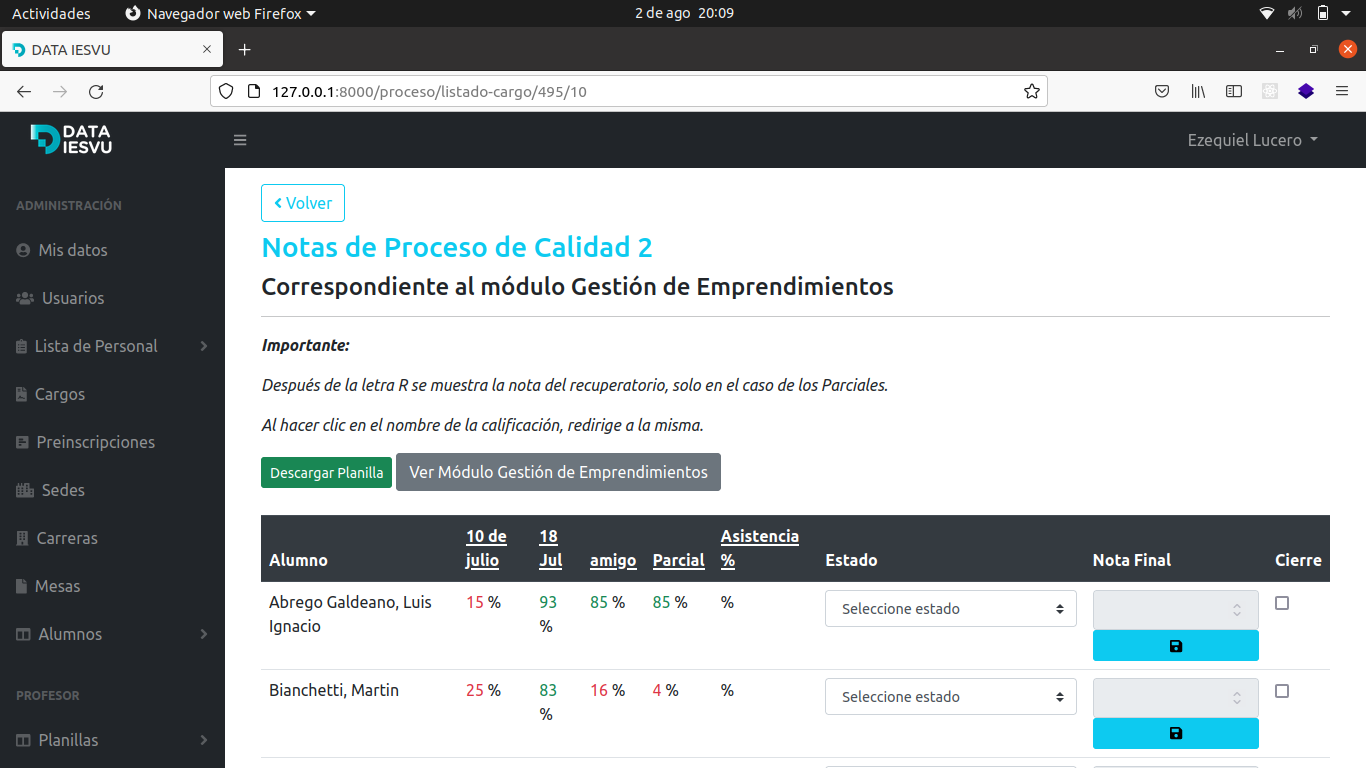 Actividades Navegador web Firefox 2 de ago 20:09
DATA IESVU
127.0.0.1:8000/proceso/listado-cargo/495/10
DATA
IESVU
Ezequiel Lucero
ADMINISTRACIÓN
Mis datos
Usuarios
Lista de Personal
Cargos
Preinscripciones
Sedes
Carreras
Mesas
Alumnos
PROFESOR
Planillas
Volver
Notas de Proceso de Calidad 2
Correspondiente al módulo Gestión de Emprendimientos
Importante:
Después de la letra R se muestra la nota del recuperatorio, solo en el caso de los Parciales.
Al hacer clic en el nombre de la calificación, redirige a la misma.
Descargar Planilla Ver Módulo Gestión de Emprendimientos
10 de 18 Asistencia
Alumno julio Jul amigo Parcial % Estado Nota Final Cierre
Abrego Galdeano, Luis 15 % 93 85 % 85 % % Seleccione estado
Ignacio %
Bianchetti, Martin 25 % 83 16 % 4 % % Seleccione estado
%